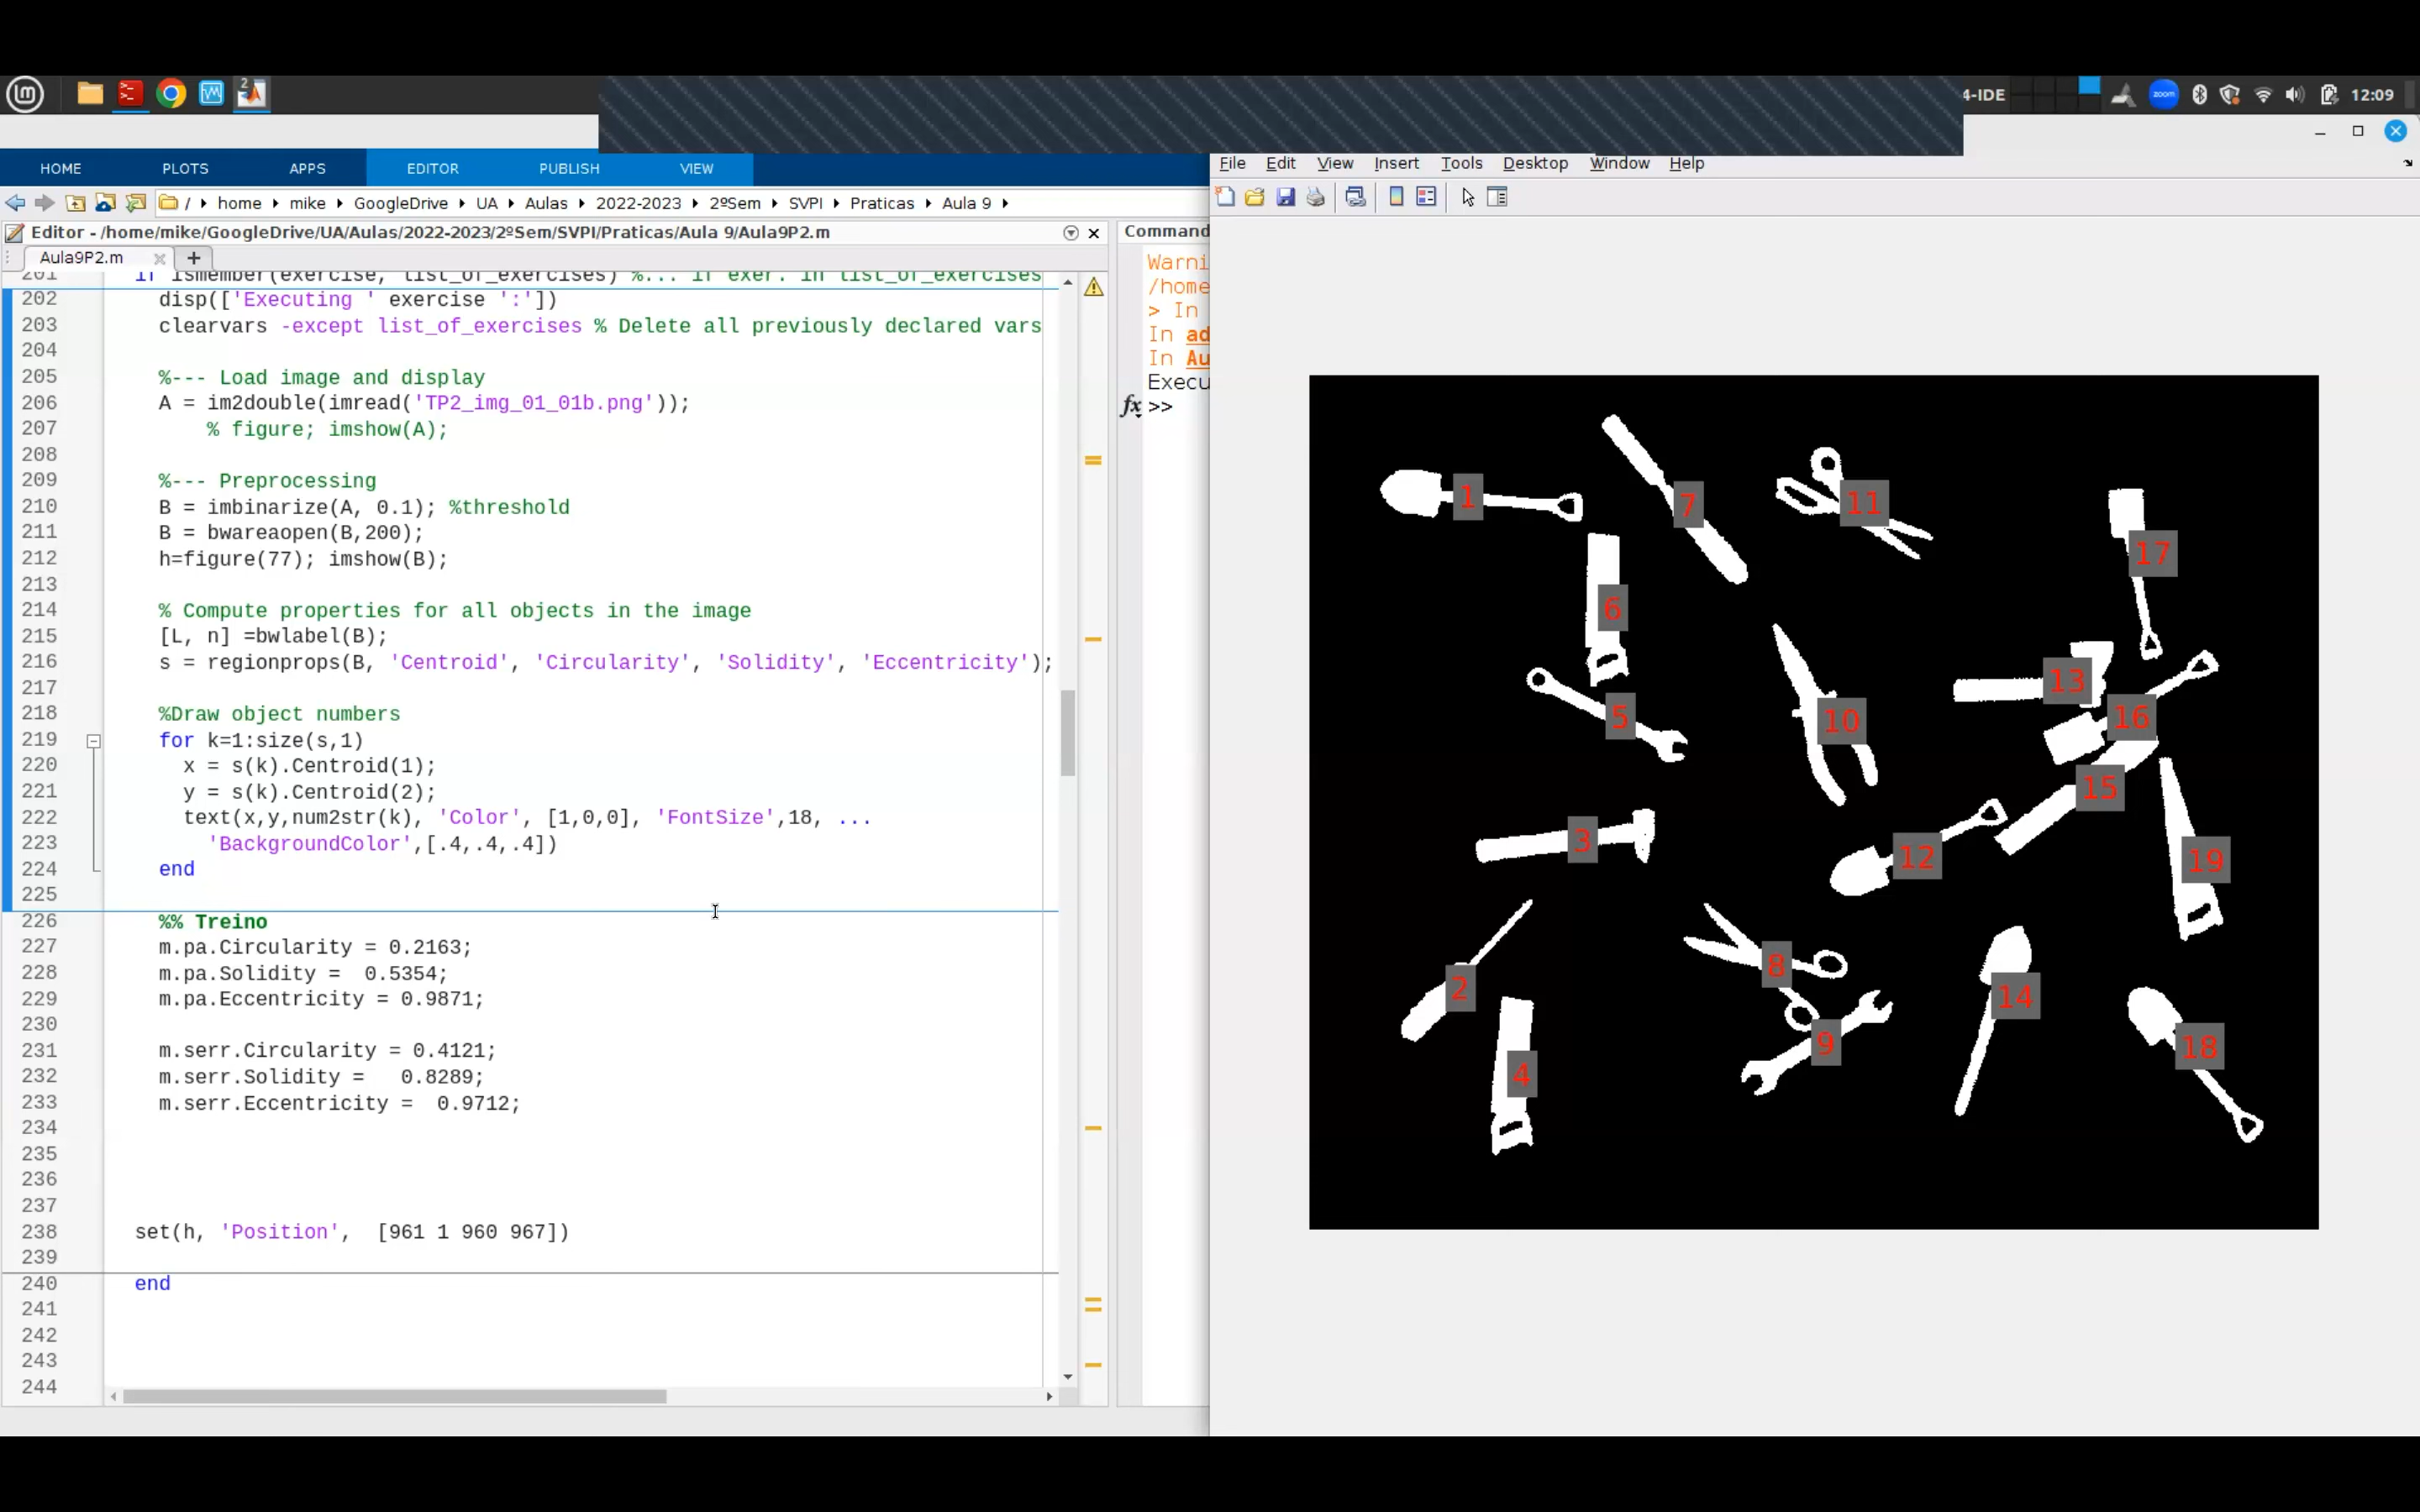 4-IDE
zoom
12:09
HOME PLOTS APPS EDITOR PUBLISH VIEW
/ home mike GoogleDrive UA Aulas 2022-2023 2ºSem SVPI Praticas Aula 9
Editor - /home/mike/GoogleDrive/UA/Aulas/2022-2023/2ºSem/SVPI/Praticas/Aula 9/Aula9P2.m
Aula9P2.m
201 if ismember(exercise, list_of_exercises) %... if exer. in list_of_exercises
202 disp(['Executing ' exercise ':'])
203 clearvars -except list_of_exercises % Delete all previously declared vars
204
205 %--- Load image and display
206 A = im2double(imread('TP2_img_01_01b.png'));
207 % figure; imshow(A);
208
209 %--- Preprocessing
210 B = imbinarize(A, 0.1); %threshold
211 B = bwareaopen(B,200);
212 h=figure(77); imshow(B);
213
214 % Compute properties for all objects in the image
215 [L, n] =bwlabel(B);
216 s = regionprops(B, 'Centroid', 'Circularity', 'Solidity', 'Eccentricity');
217
218 %Draw object numbers
219 for k=1:size(s,1)
220 x = s(k).Centroid(1);
221 y = s(k).Centroid(2);
222 text(x,y,num2str(k), 'Color', [1,0,0], 'FontSize',18, ...
223 'BackgroundColor',[.4,.4,.4])
224 end
225
226 %% Treino
227 m.pa.Circularity = 0.2163;
228 m.pa.Solidity = 0.5354;
229 m.pa.Eccentricity = 0.9871;
230
231 m.serr.Circularity = 0.4121;
232 m.serr.Solidity = 0.8289;
233 m.serr.Eccentricity = 0.9712;
234
235
236
237
238 set(h, 'Position', [961 1 960 967])
239
240 end
241
242
243
244
Command
Warni
/home
> In
In ad
In Au
Execu
fx >>
File Edit View Insert Tools Desktop Window Help
1
7
11
17
6
13
5
10
16
15
3
12
19
8
2
14
9
18
4